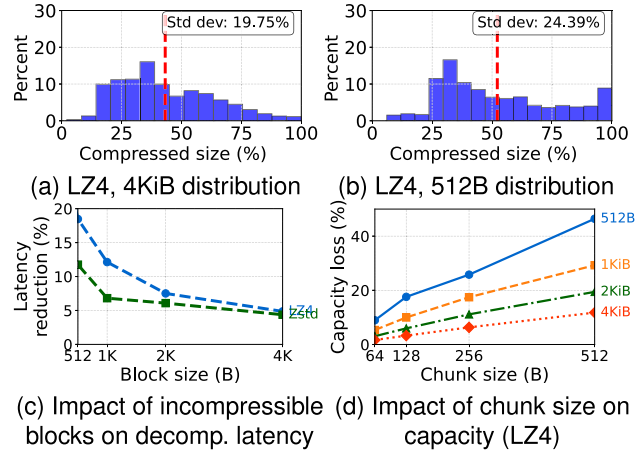 Std dev: 19.75%
Percent
30
20
10
0
0 25 50 75 100
Compressed size (%)
(a) LZ4, 4KiB distribution
Std dev: 24.39%
Percent
30
20
10
0
0 25 50 75 100
Compressed size (%)
(b) LZ4, 512B distribution
Latency
reduction (%)
20
15
10
5
0
512 1K 2K 4K
LZ4
Zstd
Block size (B)
(c) Impact of incompressible
blocks on decomp. latency
Capacity loss (%)
40
20
0
64 128 256 512
512B
1KiB
2KiB
4KiB
Chunk size (B)
(d) Impact of chunk size on
capacity (LZ4)